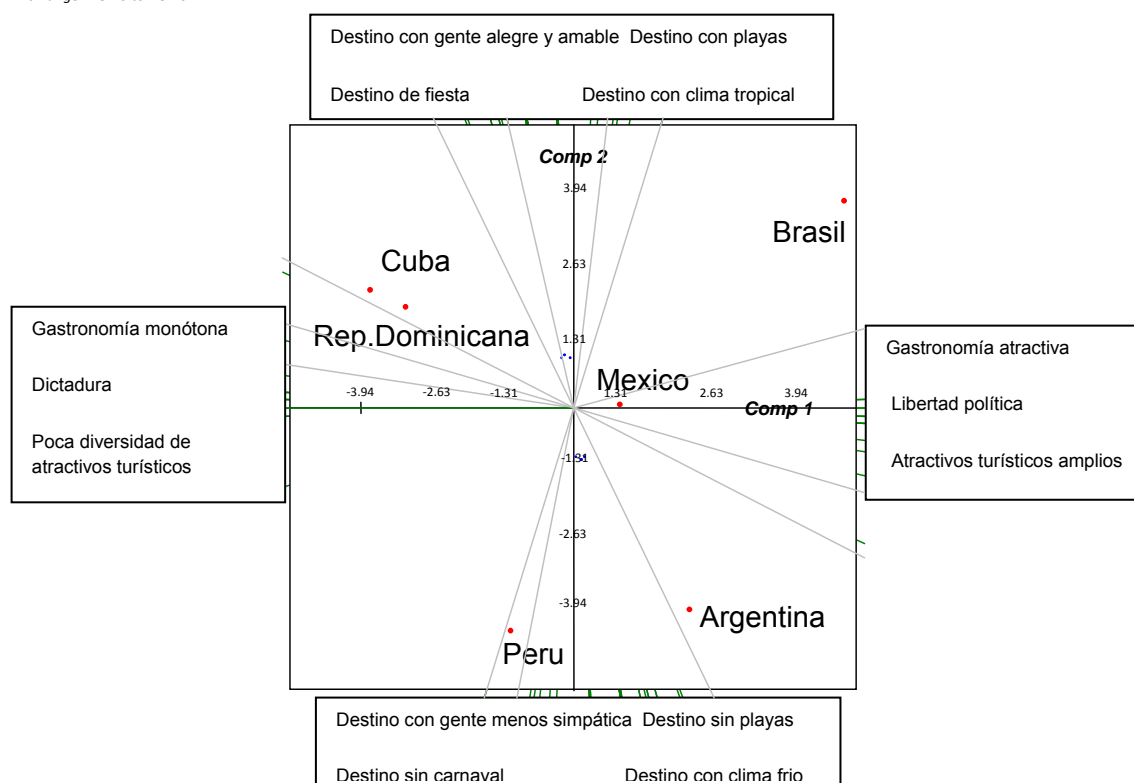 Destino con gente alegre y amable Destino con playas
Destino de fiesta Destino con clima tropical
Comp 2
3.94
Brasil
Cuba
2.63
Gastronomía monótona
Rep.Dominicana
1.31
Gastronomía atractiva
Dictadura
Mexico
-3.94 -2.63 -1.31 1.31 2.63 3.94
Comp 1
Libertad política
Poca diversidad de
atractivos turísticos
-1.31
Atractivos turísticos amplios
-2.63
-3.94
Argentina
Peru
Destino con gente menos simpática Destino sin playas
Destino sin carnaval Destino con clima frio